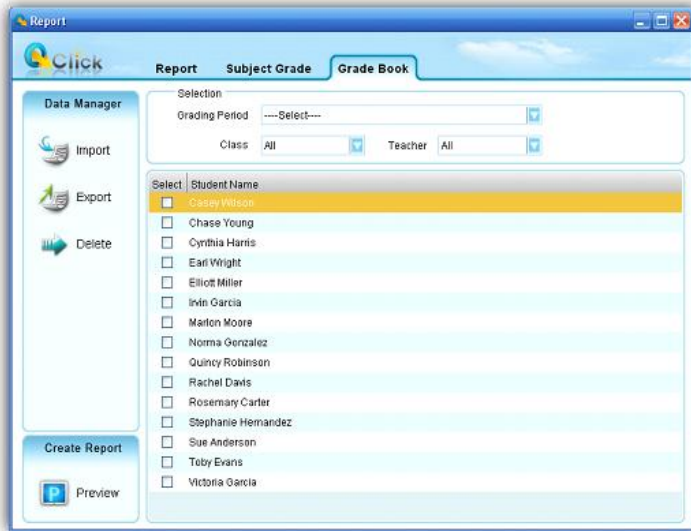 Report
Click
Report Subject Grade Grade Book
Data Manager
Import
Export
Delete
Selection
Grading Period ----Select----
Class All Teacher All
Select Student Name
Casey Wilson
Chase Young
Cynthia Harris
Earl Wright
Elliott Miller
Irvin Garcia
Marlon Moore
Norma Gonzalez
Quincy Robinson
Rachel Davis
Rosemary Carter
Stephanie Hernandez
Sue Anderson
Toby Evans
Victoria Garcia
Create Report
P Preview